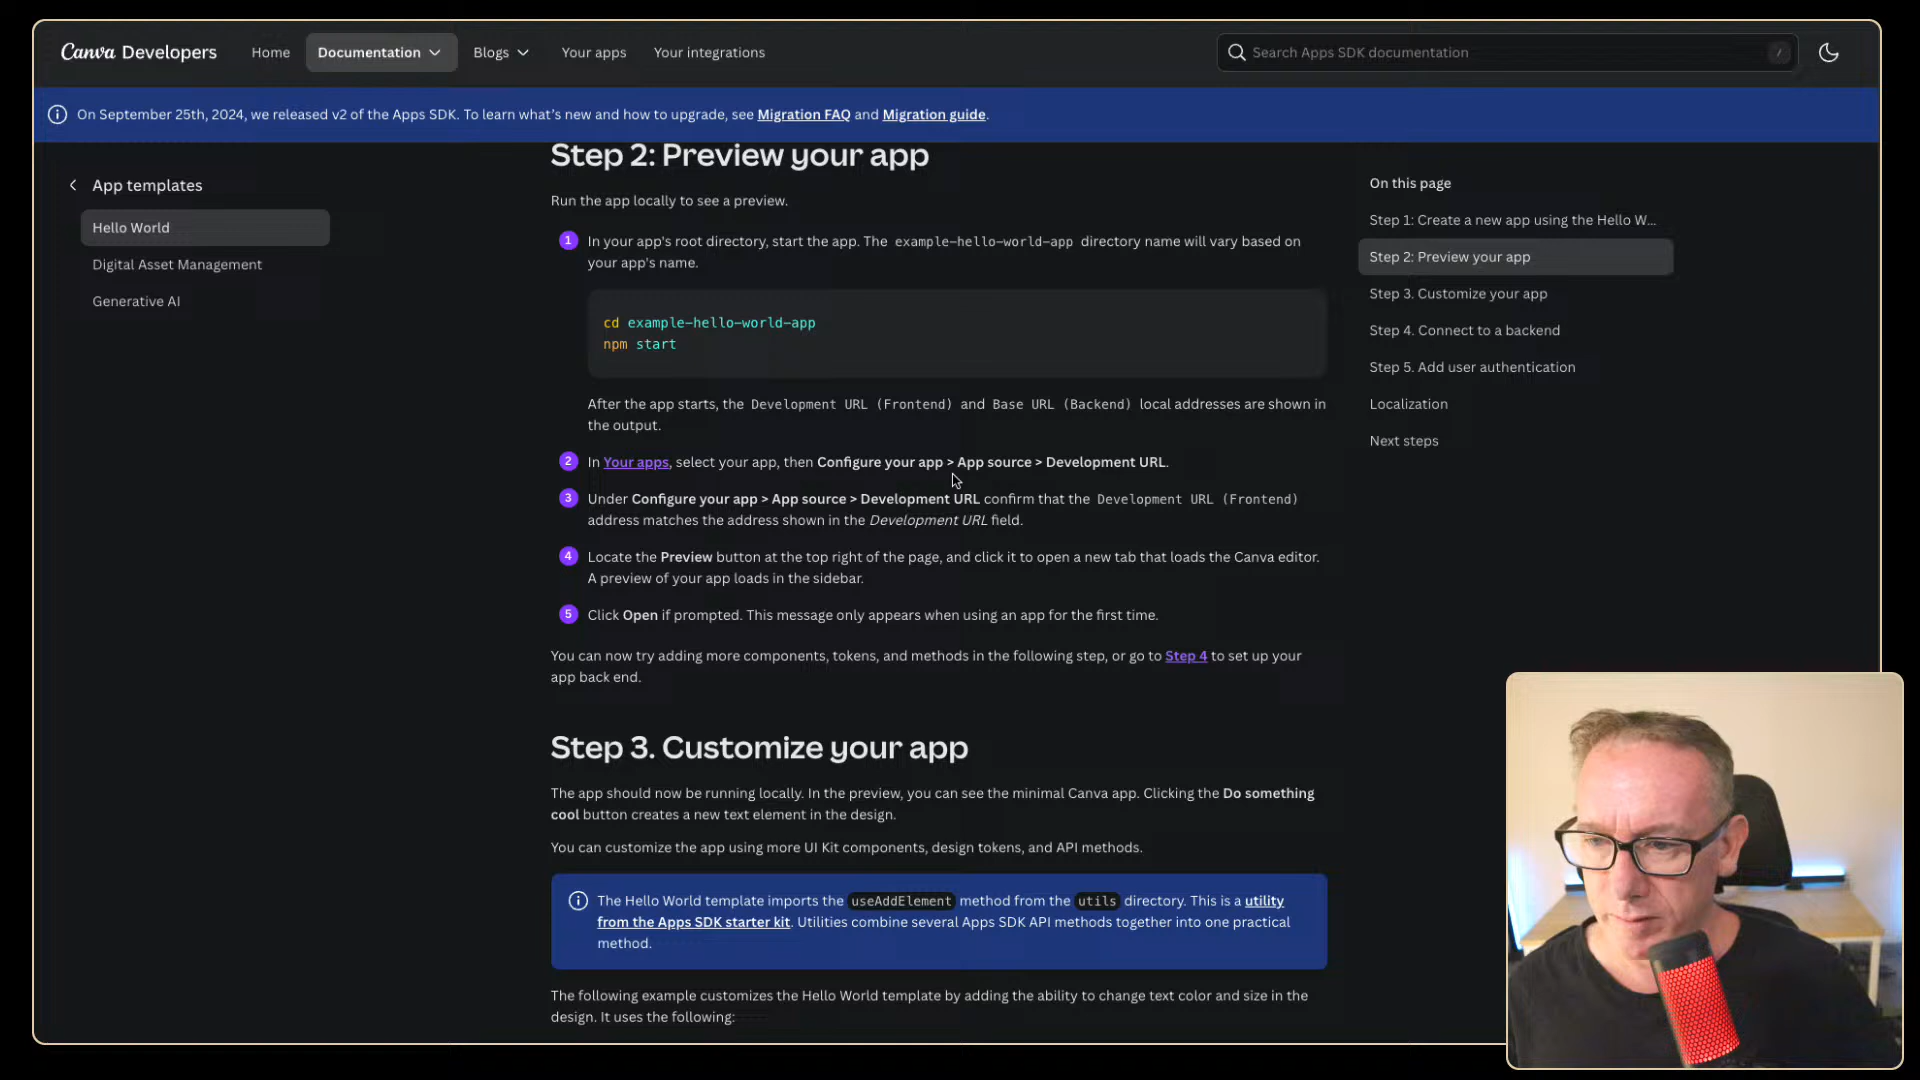 Canva Developers Home Documentation Blogs Your apps Your integrations Search Apps SDK documentation /
On September 25th, 2024, we released v2 of the Apps SDK. To learn what's new and how to upgrade, see Migration FAQ and Migration guide.
App templates
Hello World
Digital Asset Management
Generative AI
Step 2: Preview your app
Run the app locally to see a preview.
1 In your app's root directory, start the app. The example-hello-world-app directory name will vary based on
your app's name.
cd example-hello-world-app
npm start
After the app starts, the Development URL (Frontend) and Base URL (Backend) local addresses are shown in
the output.
2 In Your apps, select your app, then Configure your app > App source > Development URL.
3 Under Configure your app > App source > Development URL confirm that the Development URL (Frontend)
address matches the address shown in the Development URL field.
4 Locate the Preview button at the top right of the page, and click it to open a new tab that loads the Canva editor.
A preview of your app loads in the sidebar.
5 Click Open if prompted. This message only appears when using an app for the first time.
You can now try adding more components, tokens, and methods in the following step, or go to Step 4 to set up your
app back end.
Step 3. Customize your app
The app should now be running locally. In the preview, you can see the minimal Canva app. Clicking the Do something
cool button creates a new text element in the design.
You can customize the app using more UI Kit components, design tokens, and API methods.
The Hello World template imports the useAddElement method from the utils directory. This is a utility
from the Apps SDK starter kit. Utilities combine several Apps SDK API methods together into one practical
method.
The following example customizes the Hello World template by adding the ability to change text color and size in the
design. It uses the following:
On this page
Step 1: Create a new app using the Hello W...
Step 2: Preview your app
Step 3. Customize your app
Step 4. Connect to a backend
Step 5. Add user authentication
Localization
Next steps